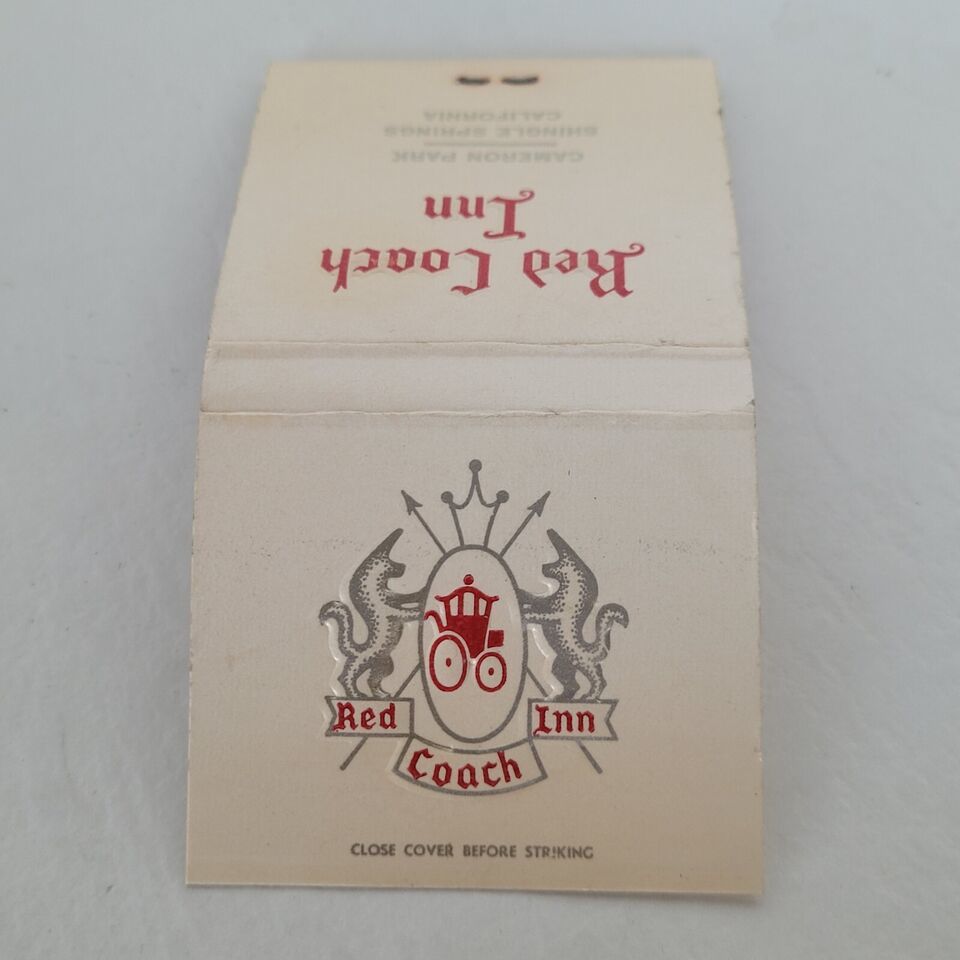 Red Coach
Inn
CAMERON PARK
SHINGLE SPRINGS
CALIFORNIA
Red Inn
Coach
CLOSE COVER BEFORE STRIKING